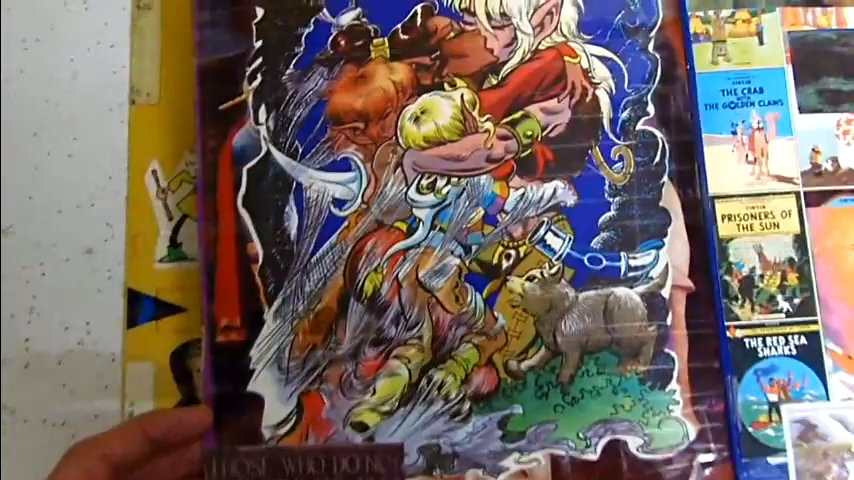 TINTIN
THE CRAB
WITH THE
GOLDEN CLAWS
TINTIN
PRISONERS
OF THE SUN
THE RED SEA
SHARKS
THOSE WHO DO NOT